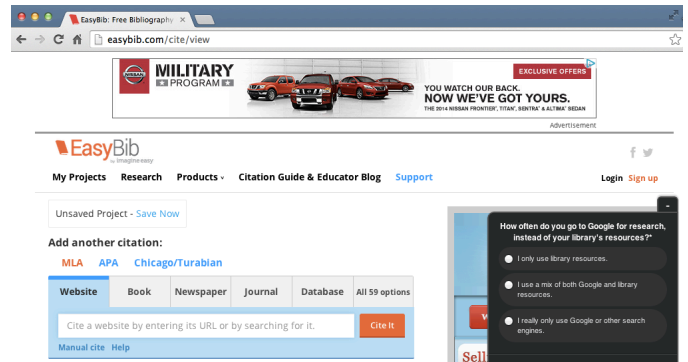 EasyBib: Free Bibliography
easybib.com/cite/view
NISSAN
MILITARY
PROGRAM
EXCLUSIVE OFFERS
YOU WATCH OUR BACK.
NOW WE'VE GOT YOURS.
THE 2014 NISSAN FRONTIER®, TITAN®, SENTRA® & ALTIMA® SEDAN
Advertisement
EasyBib
by imagine easy
My Projects Research Products Citation Guide & Educator Blog Support
Login Sign up
Unsaved Project - Save Now
Add another citation:
MLA APA Chicago/Turabian
Website Book Newspaper Journal Database All 59 options
Cite a website by entering its URL or by searching for it. Cite It
Manual cite Help
-
How often do you go to Google for research,
instead of your library's resources?*
I only use library resources.
I use a mix of both Google and library
resources.
I really only use Google or other search
engines.
Sell